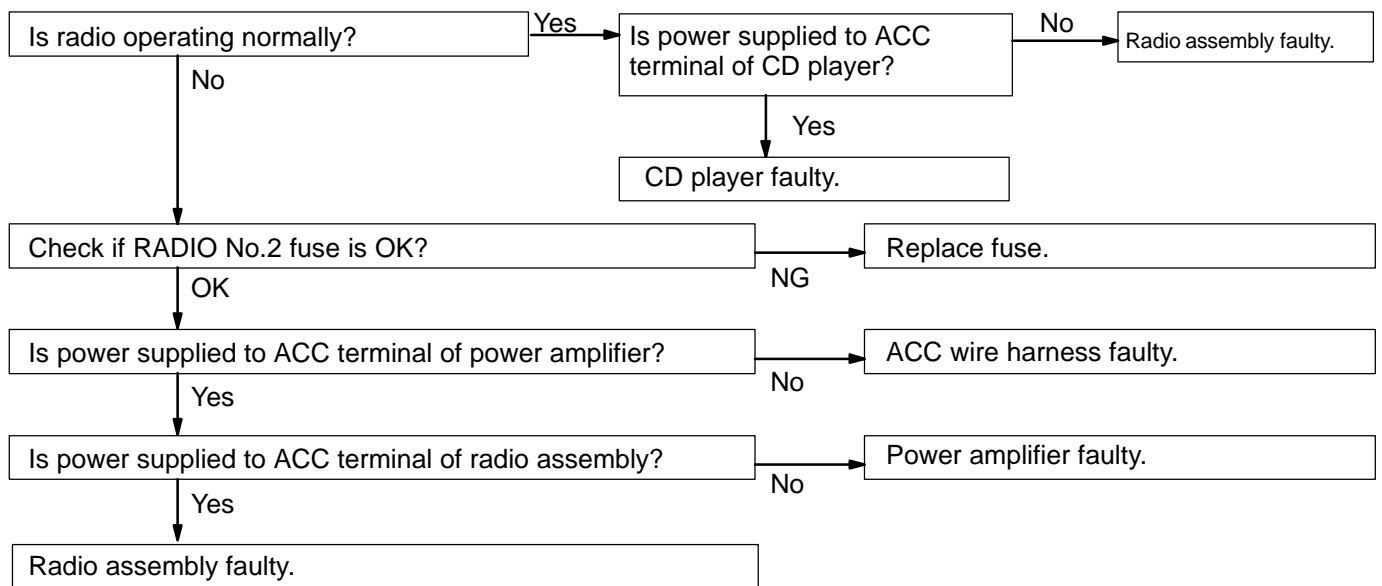 Is radio operating normally?
Yes
Is power supplied to ACC
terminal of CD player?
No
Radio assembly faulty.
No
Yes
CD player faulty.
Check if RADIO No.2 fuse is OK?
NG
Replace fuse.
OK
Is power supplied to ACC terminal of power amplifier?
No
ACC wire harness faulty.
Yes
Is power supplied to ACC terminal of radio assembly?
No
Power amplifier faulty.
Yes
Radio assembly faulty.